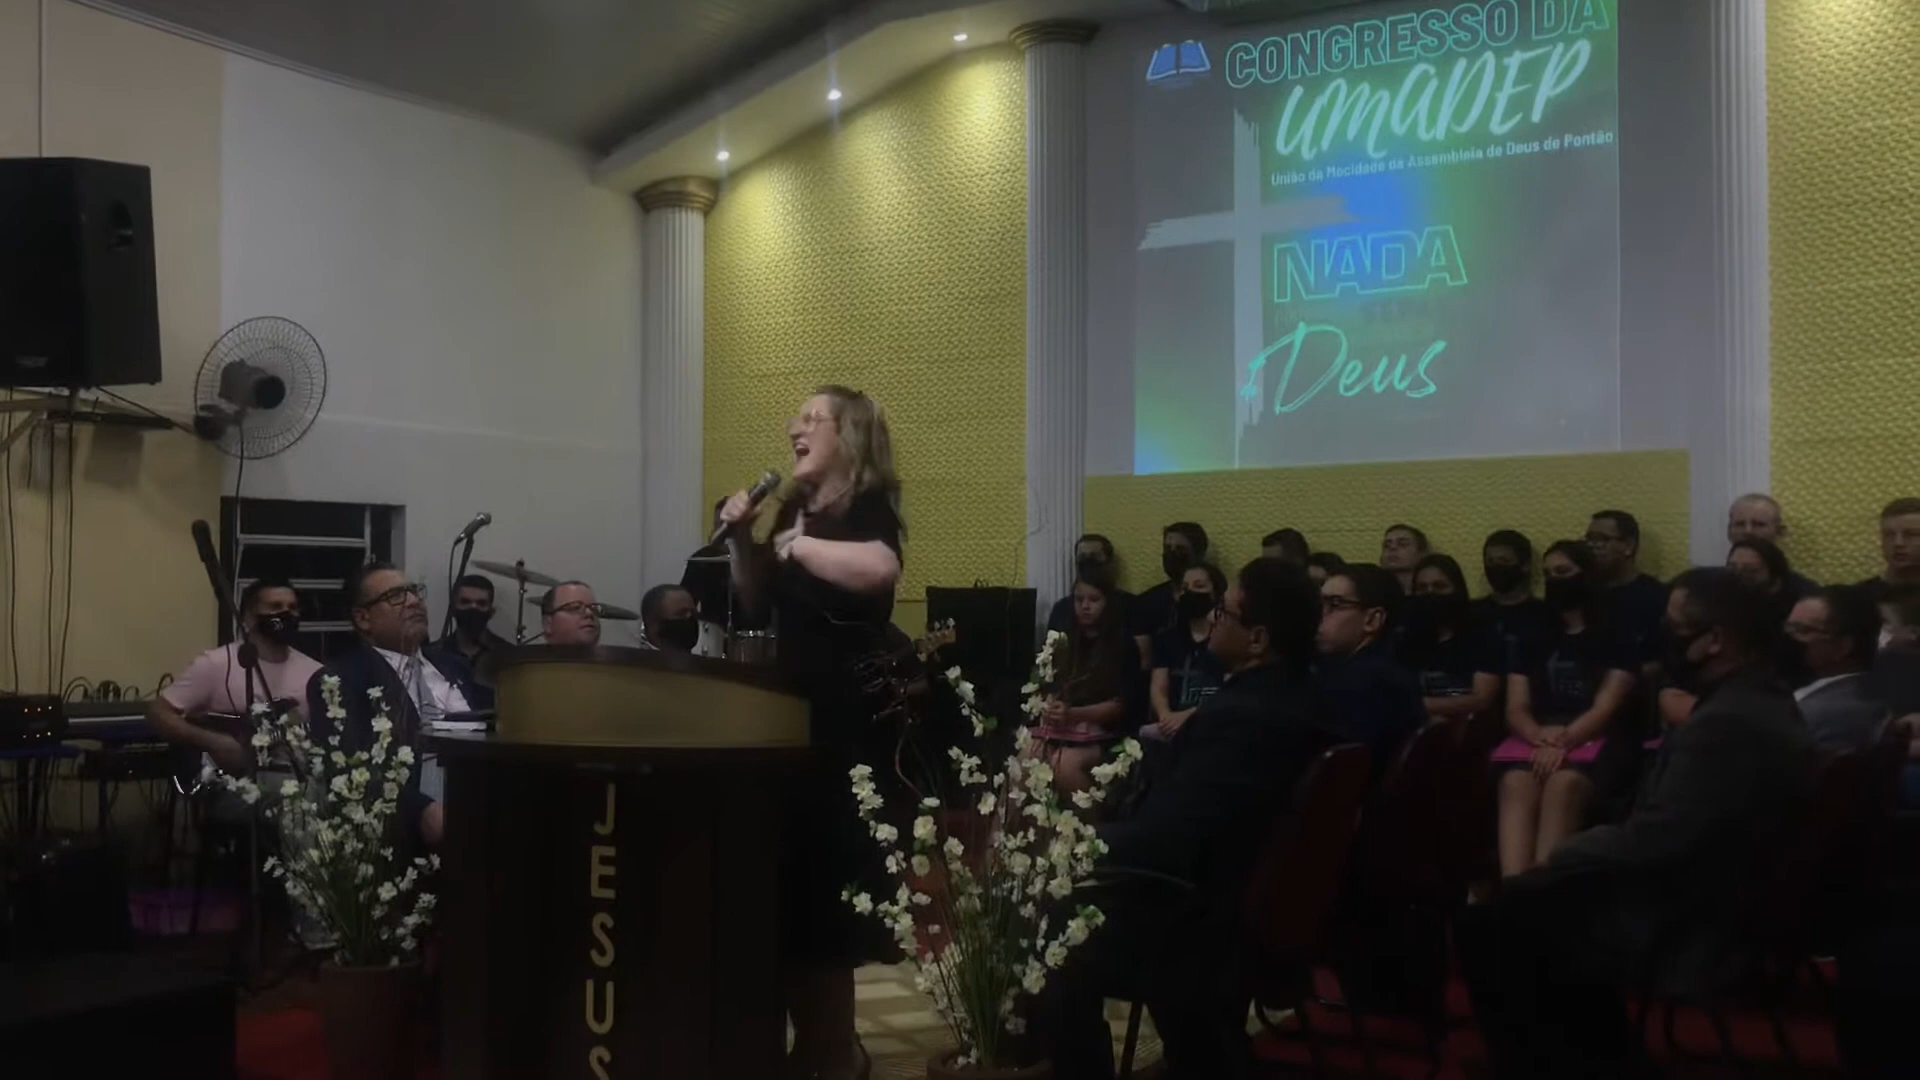 CONGRESSO DA
UMADEP
União da Mocidade da Assembleia de Deus de Pontão
NADA
Deus
JESUS